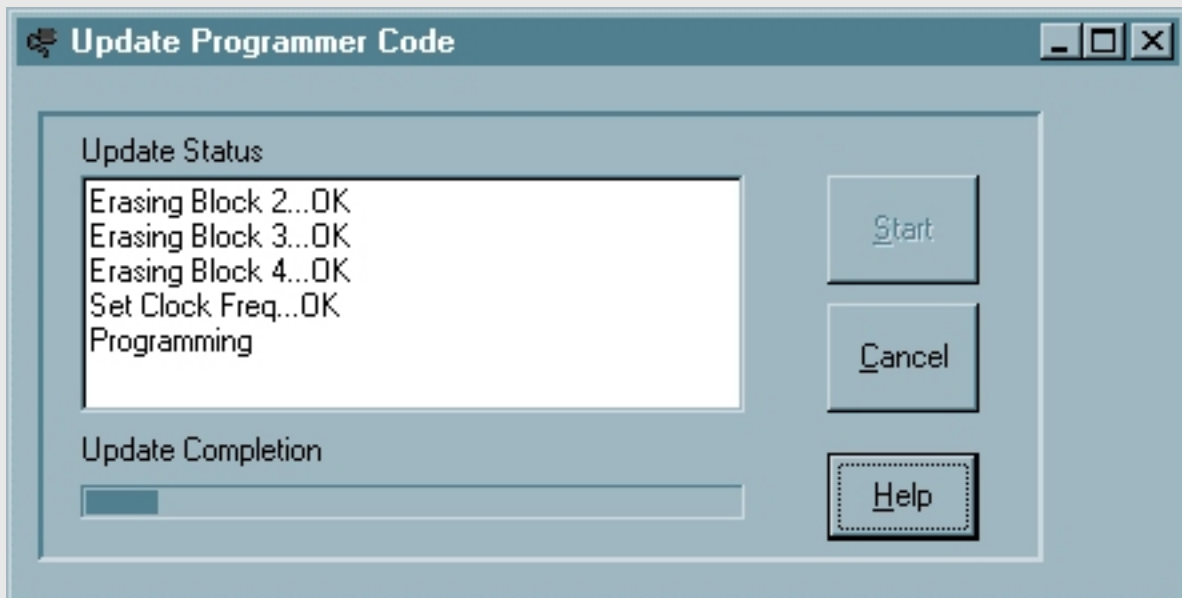 Update Programmer Code
Update Status
Erasing Block 2...OK
Erasing Block 3...OK
Erasing Block 4...OK
Set Clock Freq...OK
Programming
Start
Cancel
Update Completion
Help